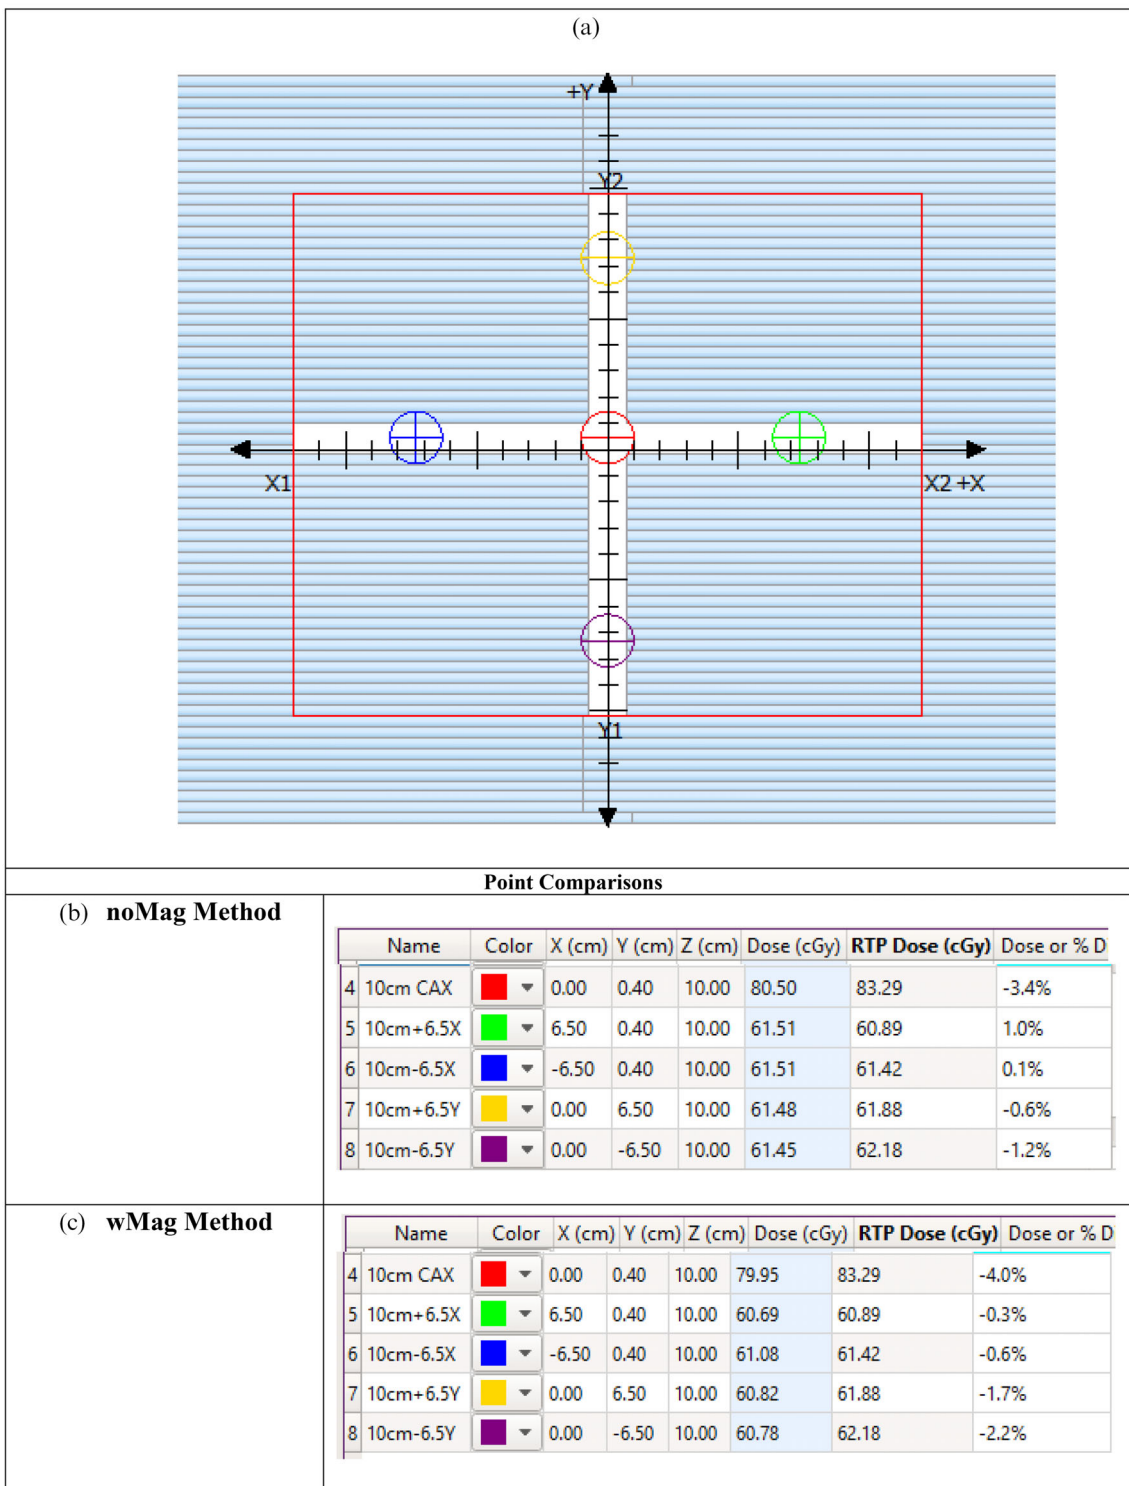 (a)
+Y
Y2
X1
X2 +X
Y1
Point Comparisons
(b) noMag Method
Name Color X (cm) Y (cm) Z (cm) Dose (cGy) RTP Dose (cGy) Dose or % D
4 10cm CAX 0.00 0.40 10.00 80.50 83.29 -3.4%
5 10cm+6.5X 6.50 0.40 10.00 61.51 60.89 1.0%
6 10cm-6.5X -6.50 0.40 10.00 61.51 61.42 0.1%
7 10cm+6.5Y 0.00 6.50 10.00 61.48 61.88 -0.6%
8 10cm-6.5Y 0.00 -6.50 10.00 61.45 62.18 -1.2%
(c) wMag Method
Name Color X (cm) Y (cm) Z (cm) Dose (cGy) RTP Dose (cGy) Dose or % D
4 10cm CAX 0.00 0.40 10.00 79.95 83.29 -4.0%
5 10cm+6.5X 6.50 0.40 10.00 60.69 60.89 -0.3%
6 10cm-6.5X -6.50 0.40 10.00 61.08 61.42 -0.6%
7 10cm+6.5Y 0.00 6.50 10.00 60.82 61.88 -1.7%
8 10cm-6.5Y 0.00 -6.50 10.00 60.78 62.18 -2.2%